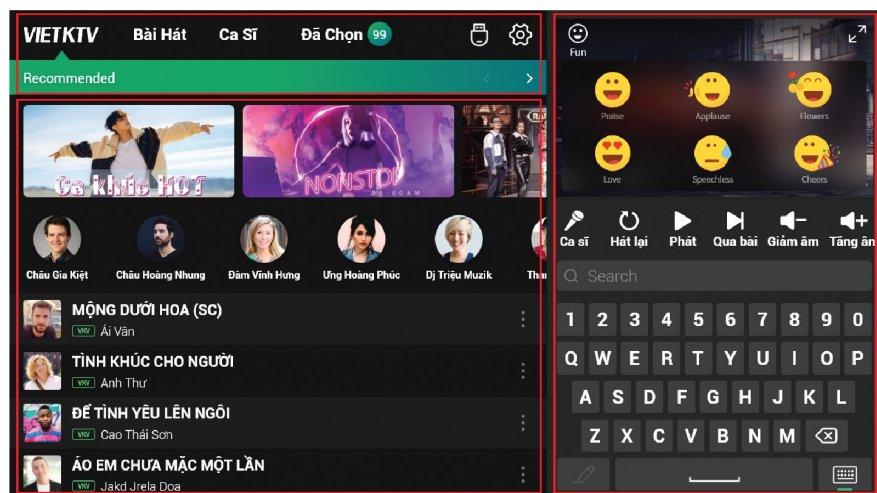 VIETKTV Bài Hát Ca Sĩ Đã Chọn 99
Recommended
Ca khúc HOT
NONSTOP
Châu Gia Kiệt Châu Hoàng Nhung Đàm Vĩnh Hưng Ưng Hoàng Phúc Dj Triệu Muzik
MỘNG DƯỚI HOA (SC)
VKV Ái Vân
TÌNH KHÚC CHO NGƯỜI
VKV Anh Thư
ĐỂ TÌNH YÊU LÊN NGÔI
VKV Cao Thái Sơn
ÁO EM CHƯA MẶC MỘT LẦN
VKV Jakd Jrela Doa
Fun
Praise Applause Flowers
Love Speechless Cheers
Ca sĩ Hát lại Phát Qua bài Giảm âm Tăng âm
Search
1 2 3 4 5 6 7 8 9 0
Q W E R T Y U I O P
A S D F G H J K L
Z X C V B N M